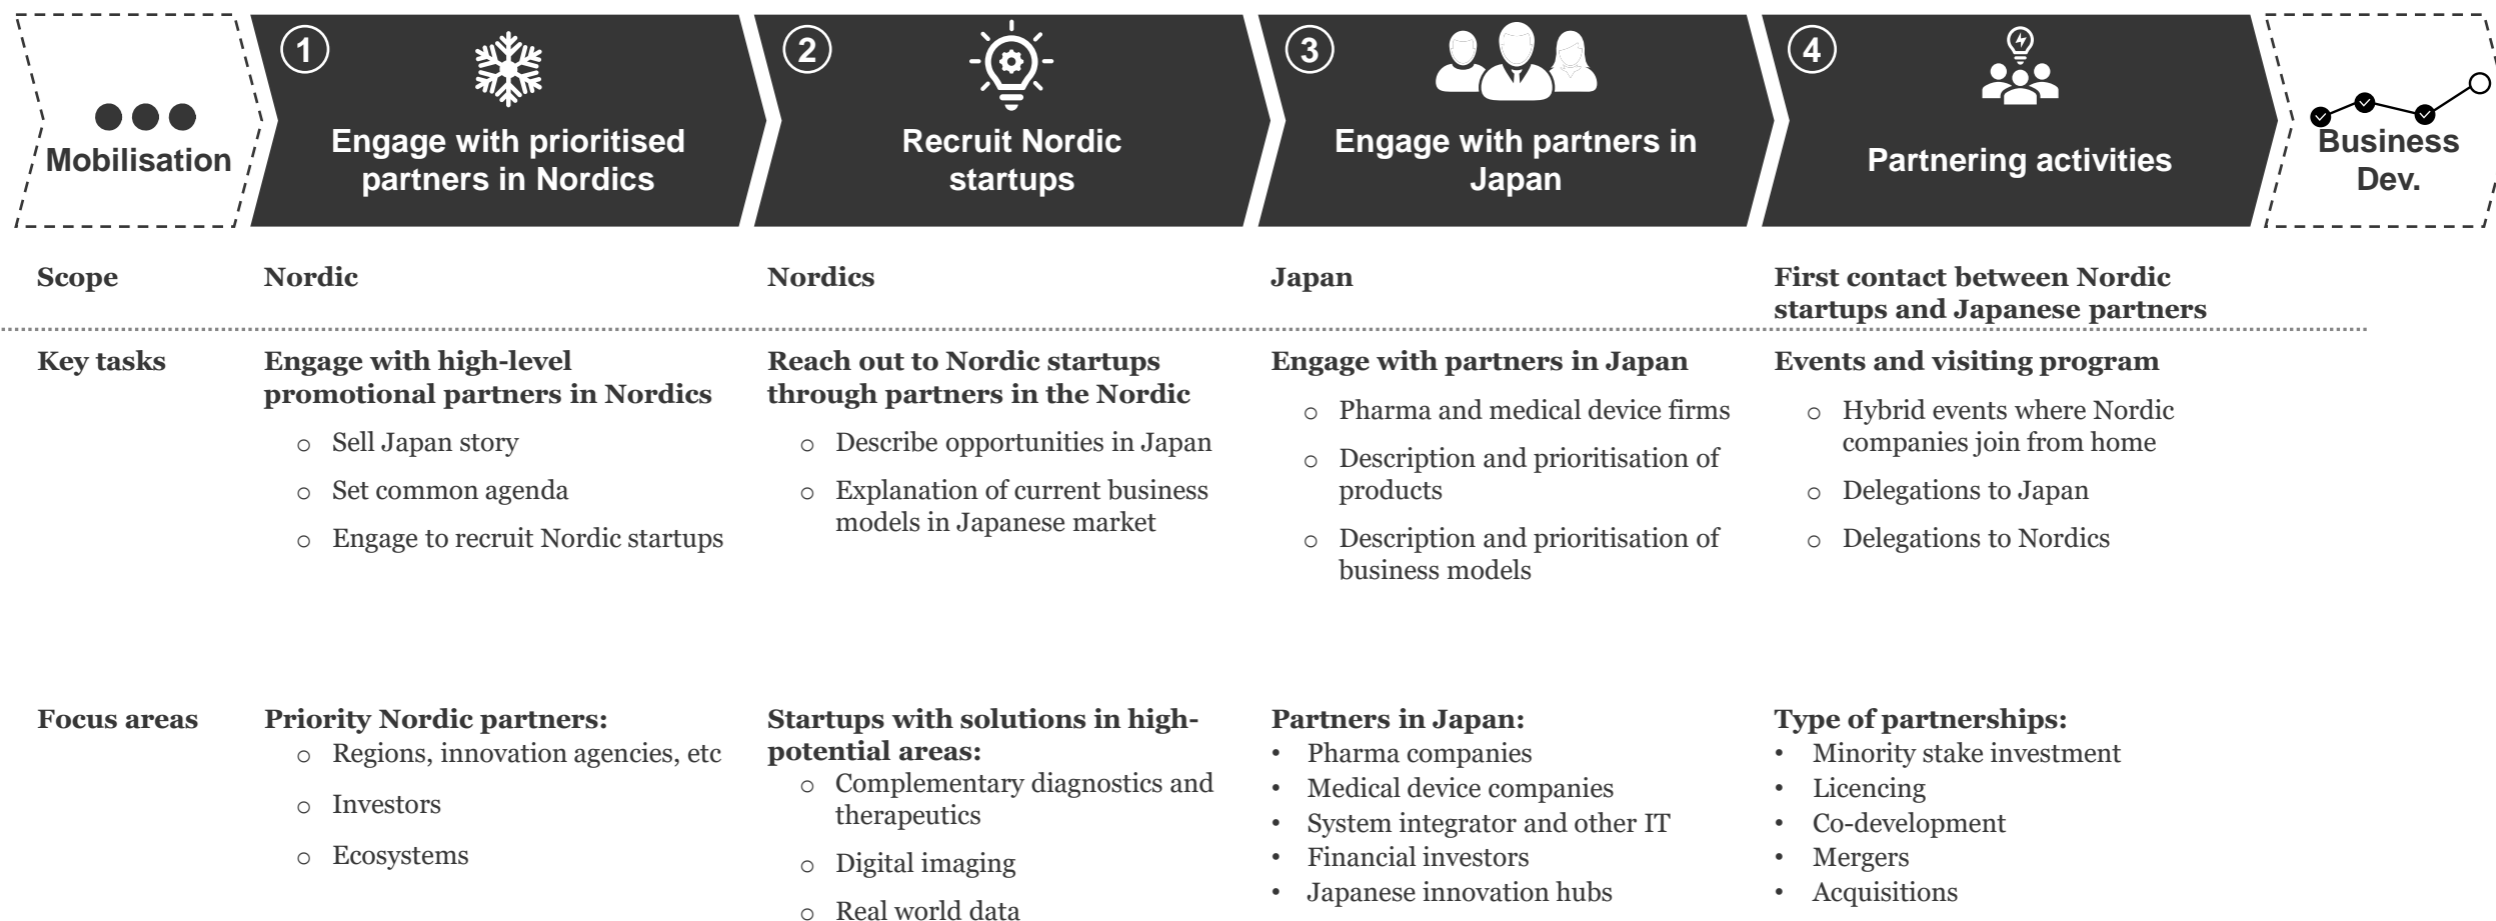 Mobilisation
1
Engage with prioritised
partners in Nordics
2
Recruit Nordic
startups
3
Engage with partners in
Japan
4
Partnering activities
Business
Dev.
Scope
Nordic
Nordics
Japan
First contact between Nordic
startups and Japanese partners
Key tasks
Engage with high-level
promotional partners in Nordics
o Sell Japan story
o Set common agenda
o Engage to recruit Nordic startups
Reach out to Nordic startups
through partners in the Nordic
o Describe opportunities in Japan
o Explanation of current business
models in Japanese market
Engage with partners in Japan
o Pharma and medical device firms
o Description and prioritisation of
products
o Description and prioritisation of
business models
Events and visiting program
o Hybrid events where Nordic
companies join from home
o Delegations to Japan
o Delegations to Nordics
Focus areas
Priority Nordic partners:
o Regions, innovation agencies, etc
o Investors
o Ecosystems
Startups with solutions in high-
potential areas:
o Complementary diagnostics and
therapeutics
o Digital imaging
o Real world data
Partners in Japan:
• Pharma companies
• Medical device companies
• System integrator and other IT
• Financial investors
• Japanese innovation hubs
Type of partnerships:
• Minority stake investment
• Licencing
• Co-development
• Mergers
• Acquisitions